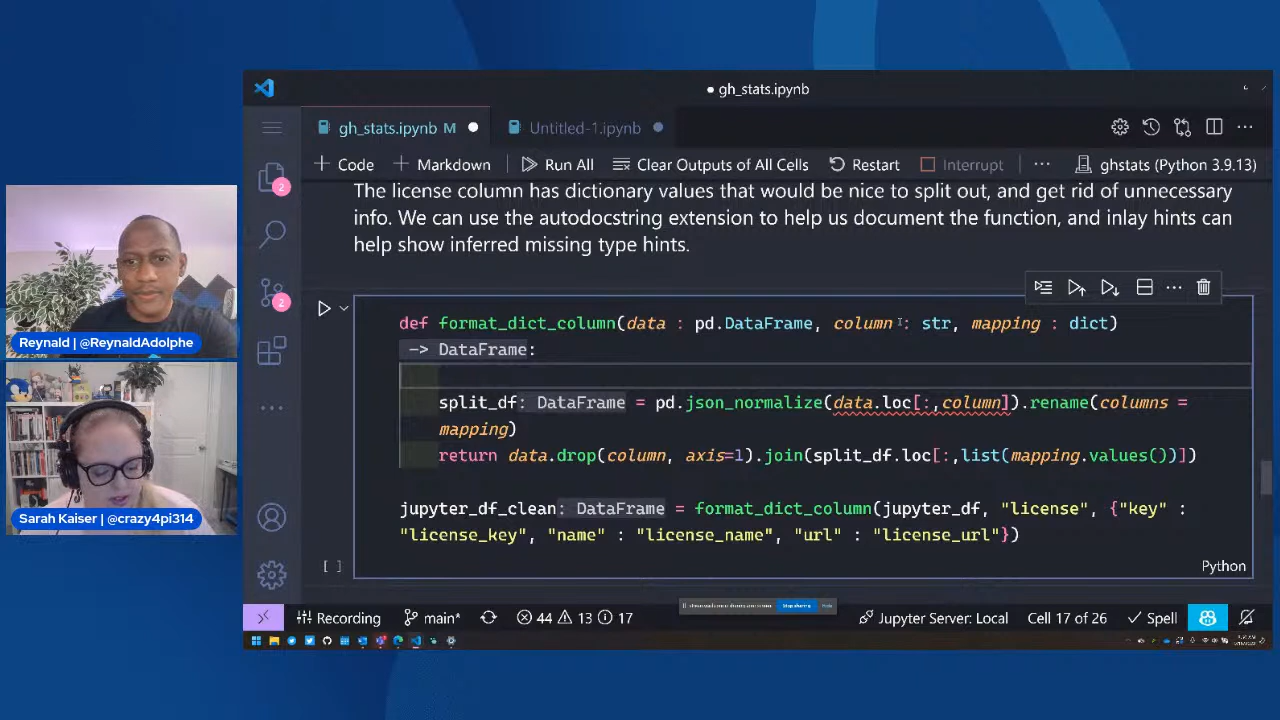 gh_stats.ipynb
gh_stats.ipynb M
Untitled-1.ipynb
Code
Markdown
Run All
Clear Outputs of All Cells
Restart
Interrupt
ghstats (Python 3.9.13)
The license column has dictionary values that would be nice to split out, and get rid of unnecessary
info. We can use the autodocstring extension to help us document the function, and inlay hints can
help show inferred missing type hints.
def format_dict_column(data : pd.DataFrame, column : str, mapping : dict)
-> DataFrame:
split_df: DataFrame = pd.json_normalize(data.loc[:,column]).rename(columns =
mapping)
return data.drop(column, axis=1).join(split_df.loc[:,list(mapping.values())])
jupyter_df_clean: DataFrame = format_dict_column(jupyter_df, "license", {"key" :
"license_key", "name" : "license_name", "url" : "license_url"})
[ ]
Python
2
2
Reynald | @ReynaldAdolphe
Sarah Kaiser | @crazy4pi314
Recording
main*
44
13
17
Stop sharing
Hide
Jupyter Server: Local
Cell 17 of 26
Spell